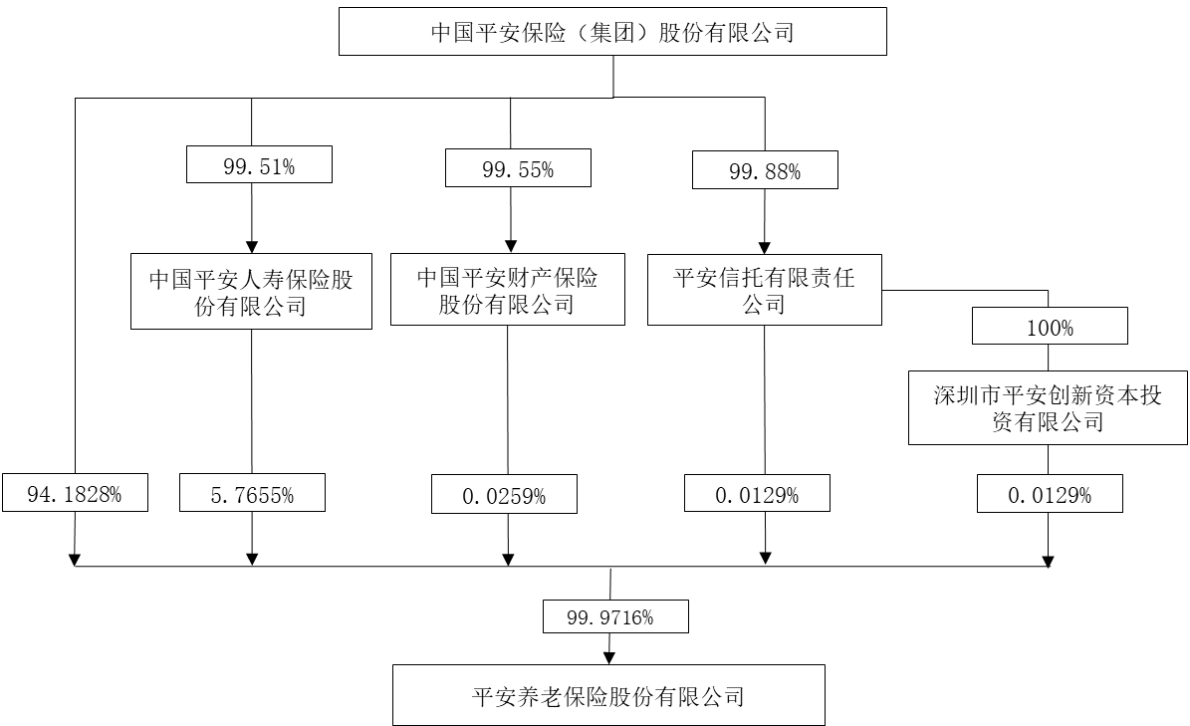 中国平安保险（集团）股份有限公司
99.51%
99.55%
99.88%
中国平安人寿保险股
份有限公司
中国平安财产保险
股份有限公司
平安信托有限责任
公司
100%
深圳市平安创新资本投
资有限公司
94.1828%
5.7655%
0.0259%
0.0129%
0.0129%
99.9716%
平安养老保险股份有限公司